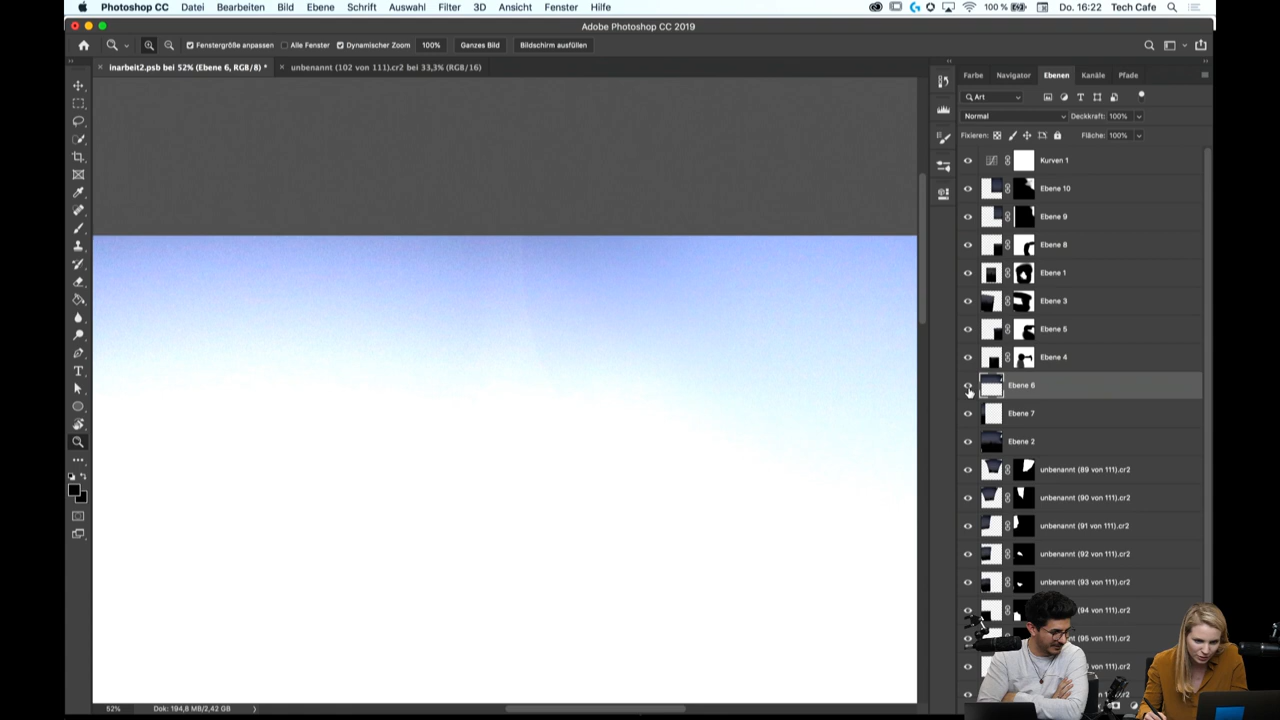 Photoshop CC Datei Bearbeiten Bild Ebene Schrift Auswahl Filter 3D Ansicht Fenster Hilfe 100 % Do. 16:22 Tech Cafe
Adobe Photoshop CC 2019
Fenstergröße anpassen Alle Fenster Dynamischer Zoom 100% Ganzes Bild Bildschirm ausfüllen
inarbeit2.psb bei 52% (Ebene 6, RGB/8) * unbenannt (102 von 111).cr2 bei 33,3% (RGB/16)
Farbe Navigator Ebenen Kanäle Pfade
Art
Normal Deckkraft: 100%
Fixieren: Fläche: 100%
Kurven 1
Ebene 10
Ebene 9
Ebene 8
Ebene 1
Ebene 3
Ebene 5
Ebene 4
Ebene 6
Ebene 7
Ebene 2
unbenannt (89 von 111).cr2
unbenannt (90 von 111).cr2
unbenannt (91 von 111).cr2
unbenannt (92 von 111).cr2
unbenannt (93 von 111).cr2
(94 von 111).cr2
(95 von 111).cr2
von 111).cr2
52% Dok: 194,8 MB/2,42 GB